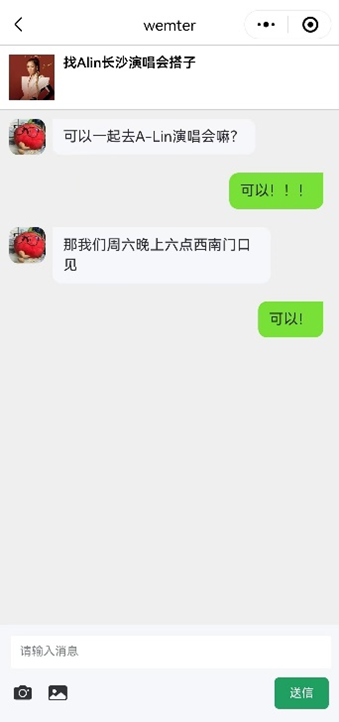 wemter
找Alin长沙演唱会搭子
可以一起去A-Lin演唱会嘛?
可以！！！
那我们周六晚上六点西南门口
见
可以!
请输入消息
送信